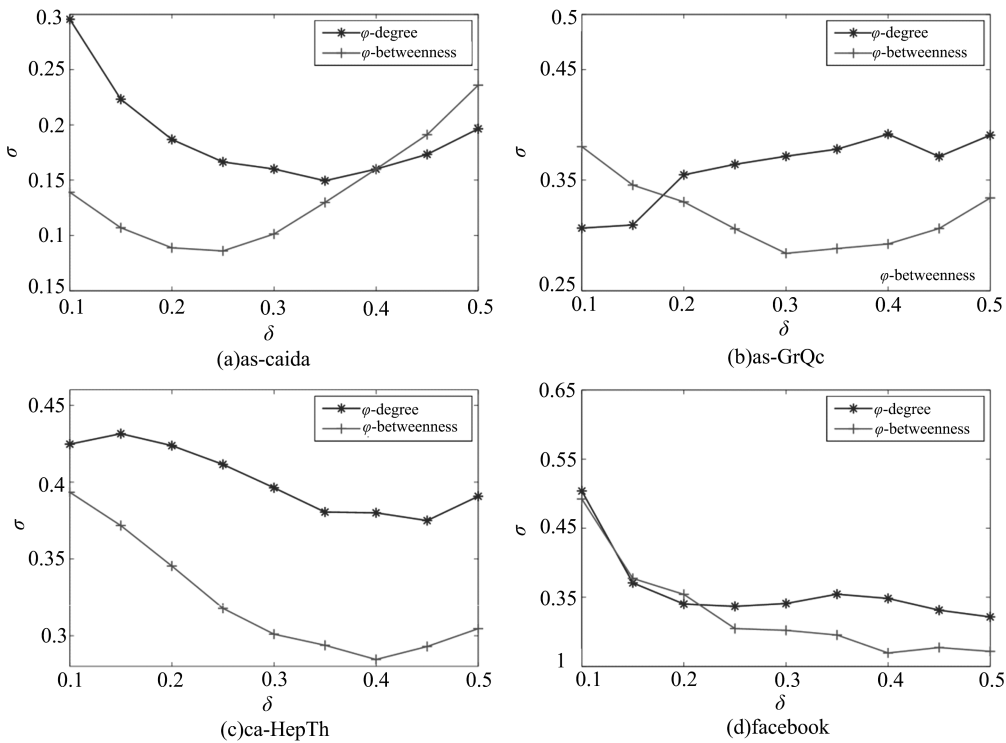 0.3
0.25
0.2
0.15
0.1
0.15
σ
φ-degree
φ-betweenness
0.1 0.2 0.3 0.4 0.5
δ
(a)as-caida
0.5
0.45
0.35
0.25
σ
φ-degree
φ-betweenness
φ-betweenness
0.1 0.2 0.3 0.4 0.5
δ
(b)as-GrQc
0.45
0.4
0.35
0.3
σ
φ-degree
φ-betweenness
0.1 0.2 0.3 0.4 0.5
δ
(c)ca-HepTh
0.65
0.55
0.45
0.35
1
σ
φ-degree
φ-betweenness
0.1 0.2 0.3 0.4 0.5
δ
(d)facebook